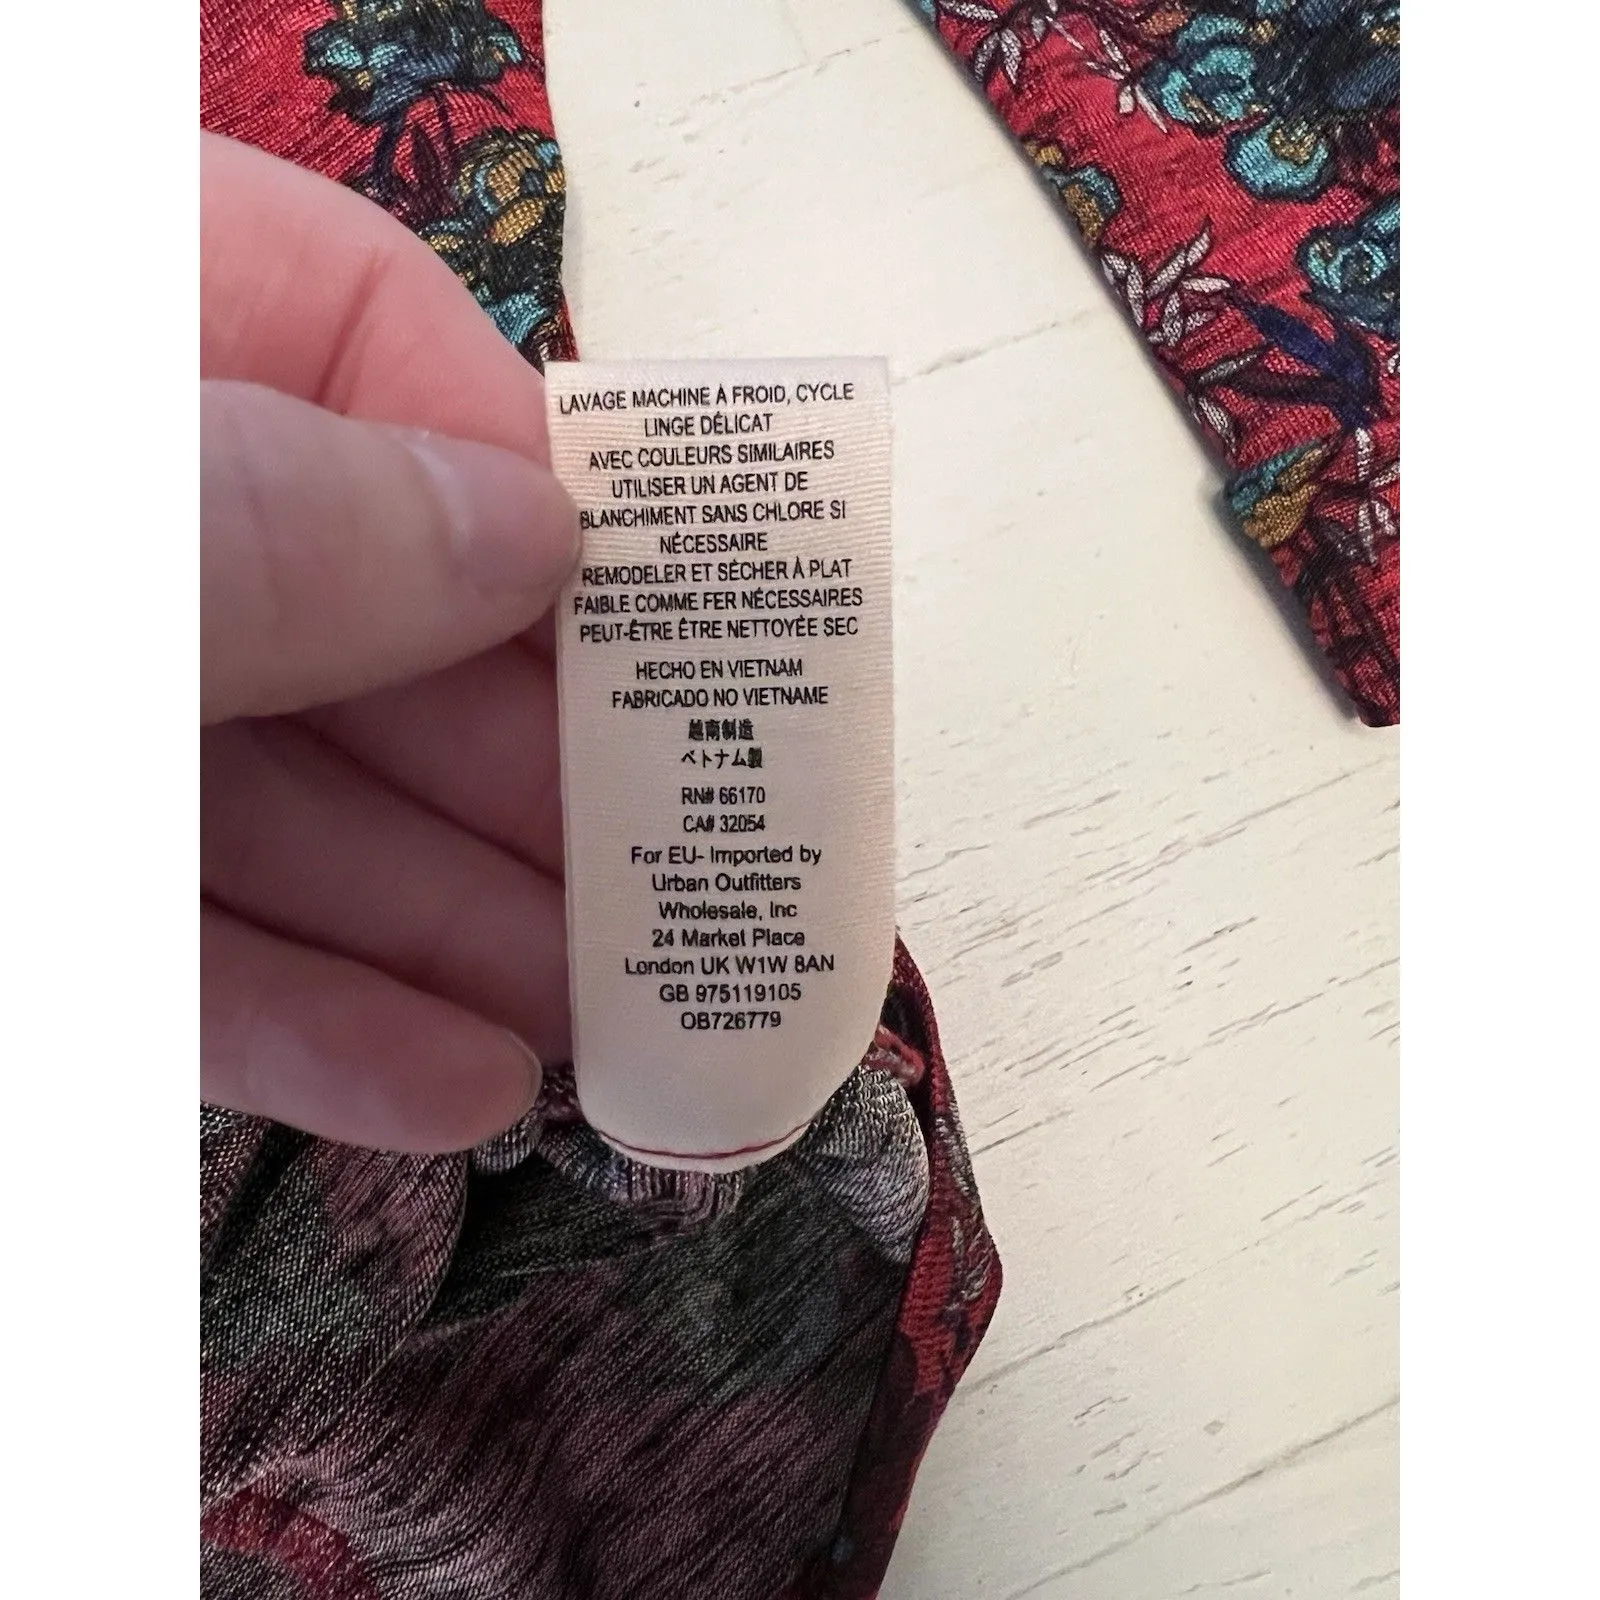 LAVAGE MACHINE À FROID, CYCLE
LINGE DÉLICAT
AVEC COULEURS SIMILAIRES
UTILISER UN AGENT DE
BLANCHIMENT SANS CHLORE SI
NÉCESSAIRE
REMODELER ET SÉCHER À PLAT
FAIBLE COMME FER NÉCESSAIRES
PEUT-ÊTRE ÊTRE NETTOYÉE SEC
HECHO EN VIETNAM
FABRICADO NO VIETNAME
越南制造
ベトナム製
RN# 66170
CA# 32054
For EU- Imported by
Urban Outfitters
Wholesale, Inc
24 Market Place
London UK W1W 8AN
GB 975119105
OB726779